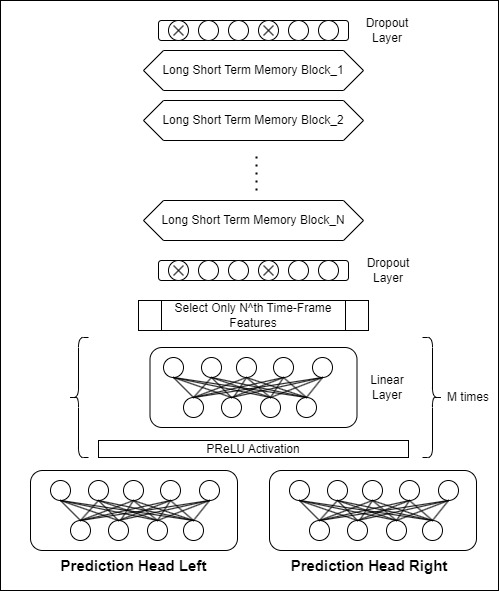 Dropout
Layer
Long Short Term Memory Block_1
Long Short Term Memory Block_2
Long Short Term Memory Block_N
Dropout
Layer
Select Only N^th Time-Frame
Features
Linear
Layer
M times
PReLU Activation
Prediction Head Left
Prediction Head Right